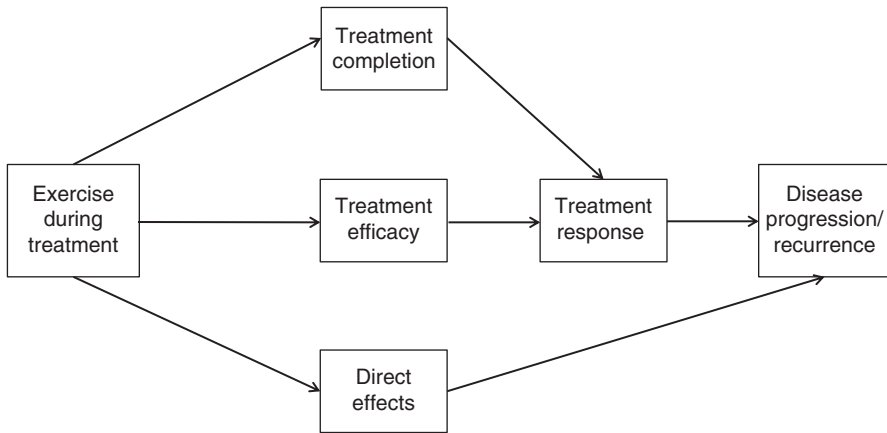 Treatment
completion
Exercise
during
treatment
Treatment
efficacy
Treatment
response
Disease
progression/
recurrence
Direct
effects